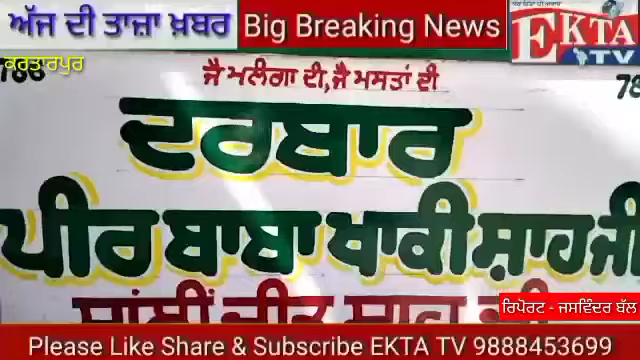 ਅੱਜ ਦੀ ਤਾਜ਼ਾ ਖ਼ਬਰ Big Breaking News
EKTA TV
ਕਰਤਾਰਪੁਰ
786
ਜੈ ਮਲੰਗਾ ਦੀ,ਜੈ ਮਸਤਾਂ ਦੀ
ਦਰਬਾਰ
ਪੀਰ ਬਾਬਾ ਖਾਕੀ ਸ਼ਾਹ ਜੀ
ਰਿਪੋਰਟ - ਜਸਵਿੰਦਰ ਬੱਲ
Please Like Share & Subscribe EKTA TV 9888453699